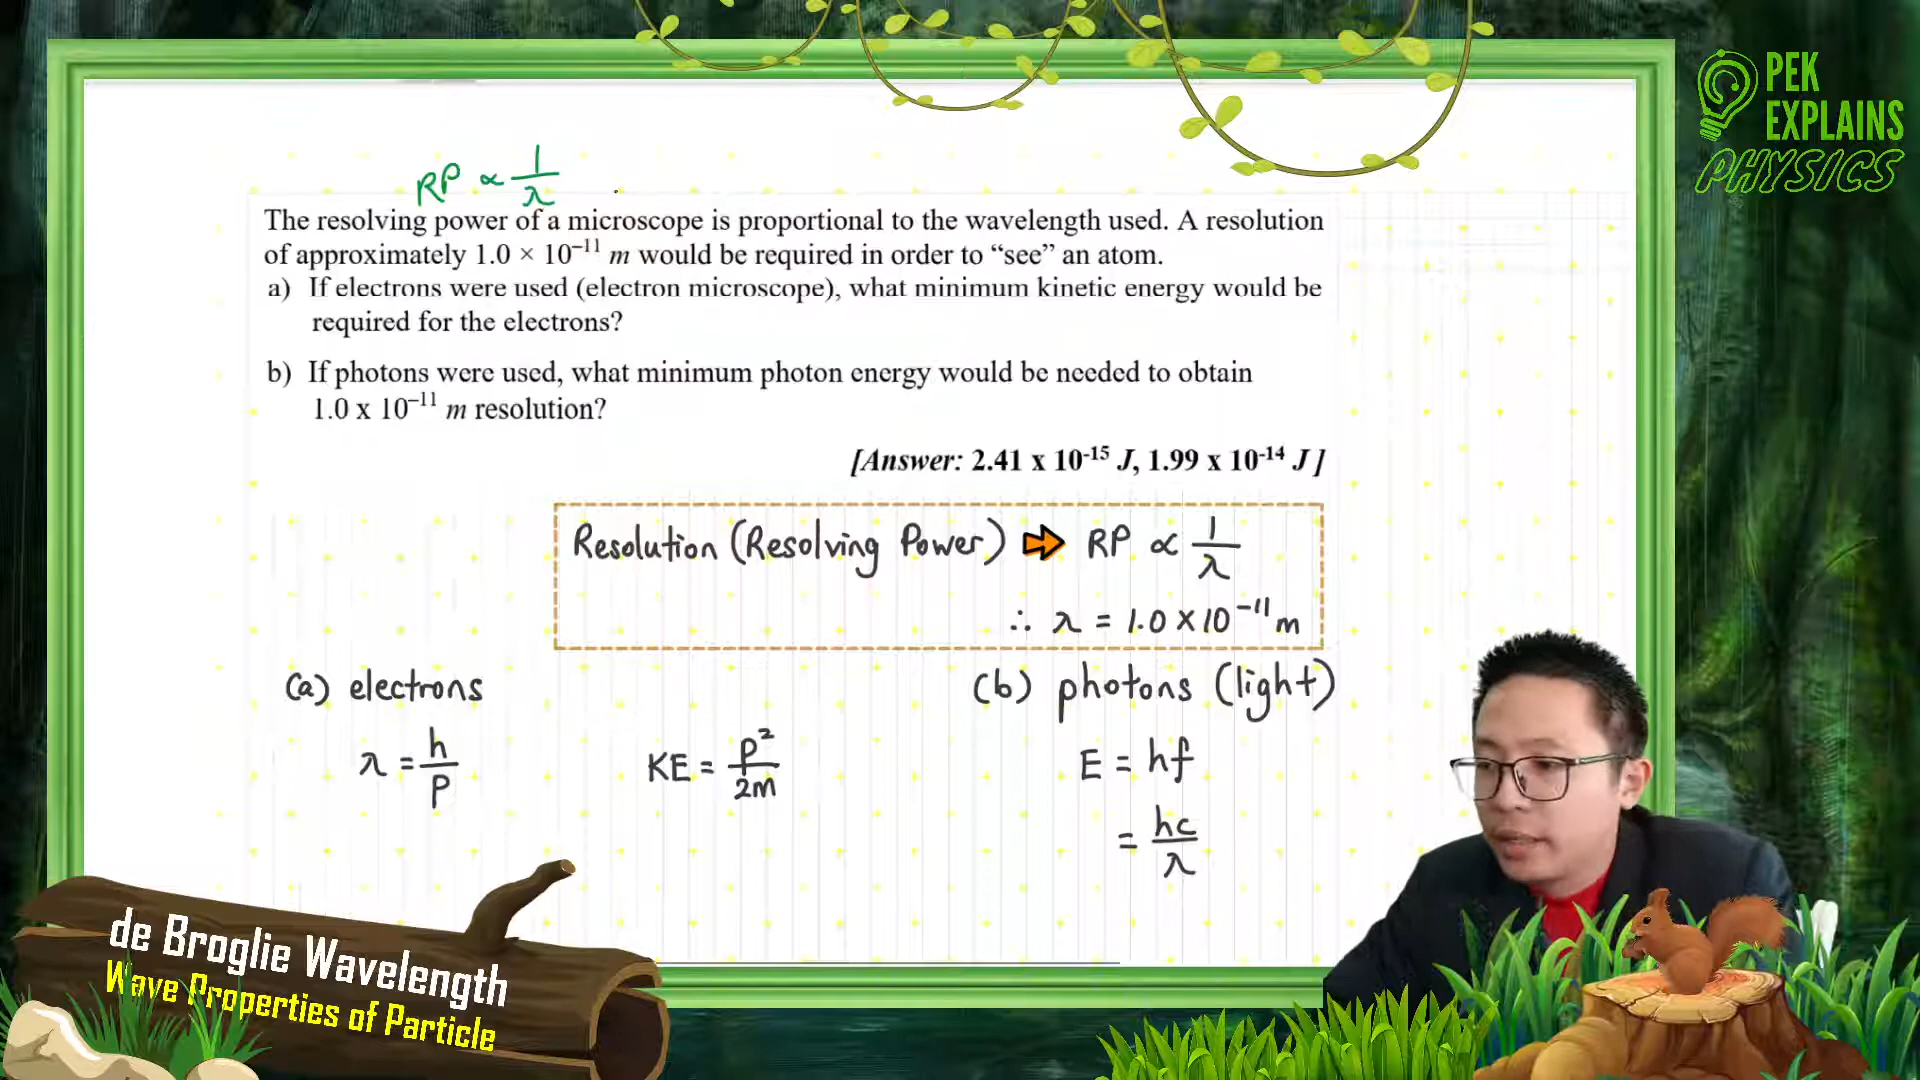 PEK
EXPLAINS
PHYSICS
RP ∝ 1/λ
The resolving power of a microscope is proportional to the wavelength used. A resolution
of approximately 1.0 × 10⁻¹¹ m would be required in order to “see” an atom.
a) If electrons were used (electron microscope), what minimum kinetic energy would be
required for the electrons?
b) If photons were used, what minimum photon energy would be needed to obtain
1.0 x 10⁻¹¹ m resolution?
[Answer: 2.41 x 10⁻¹⁵ J, 1.99 x 10⁻¹⁴ J ]
Resolution (Resolving Power) ➡ RP ∝ 1/λ
∴ λ = 1.0 × 10⁻¹¹ m
(a) electrons
λ = h/P
KE = P²/2m
(b) photons (light)
E = hf
= hc/λ
de Broglie Wavelength
Wave Properties of Particle